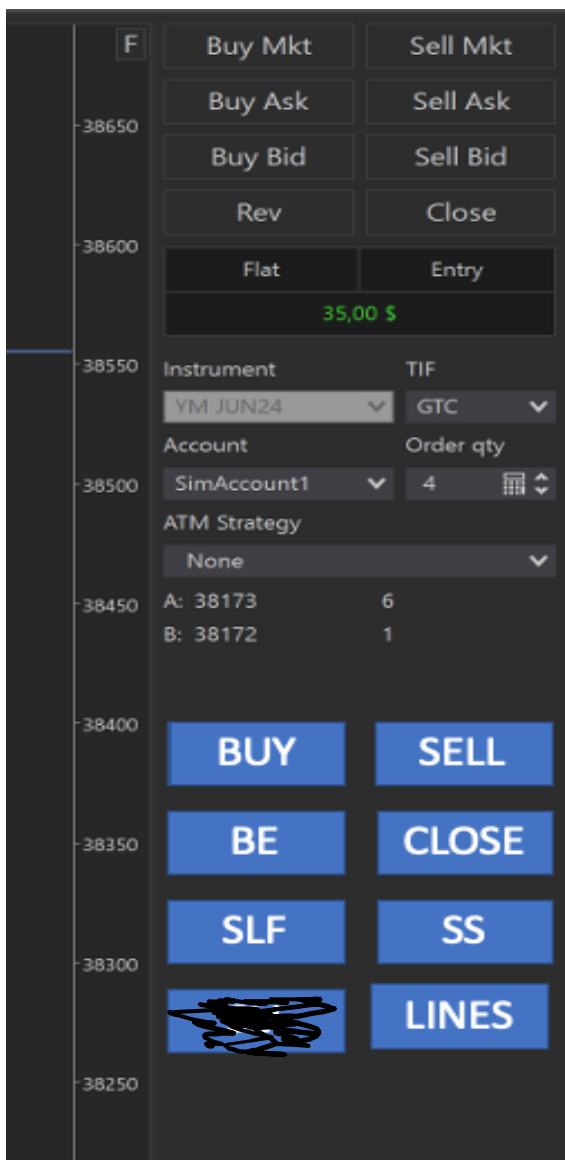 F
Buy Mkt Sell Mkt
Buy Ask Sell Ask
38650
Buy Bid Sell Bid
Rev Close
38600
Flat Entry
35,00 $
38550
Instrument TIF
YM JUN24 GTC
Account Order qty
38500
SimAccount1 4
ATM Strategy
None
38450
A: 38173 6
B: 38172 1
38400
BUY SELL
38350
BE CLOSE
SLF SS
38300
LINES
38250